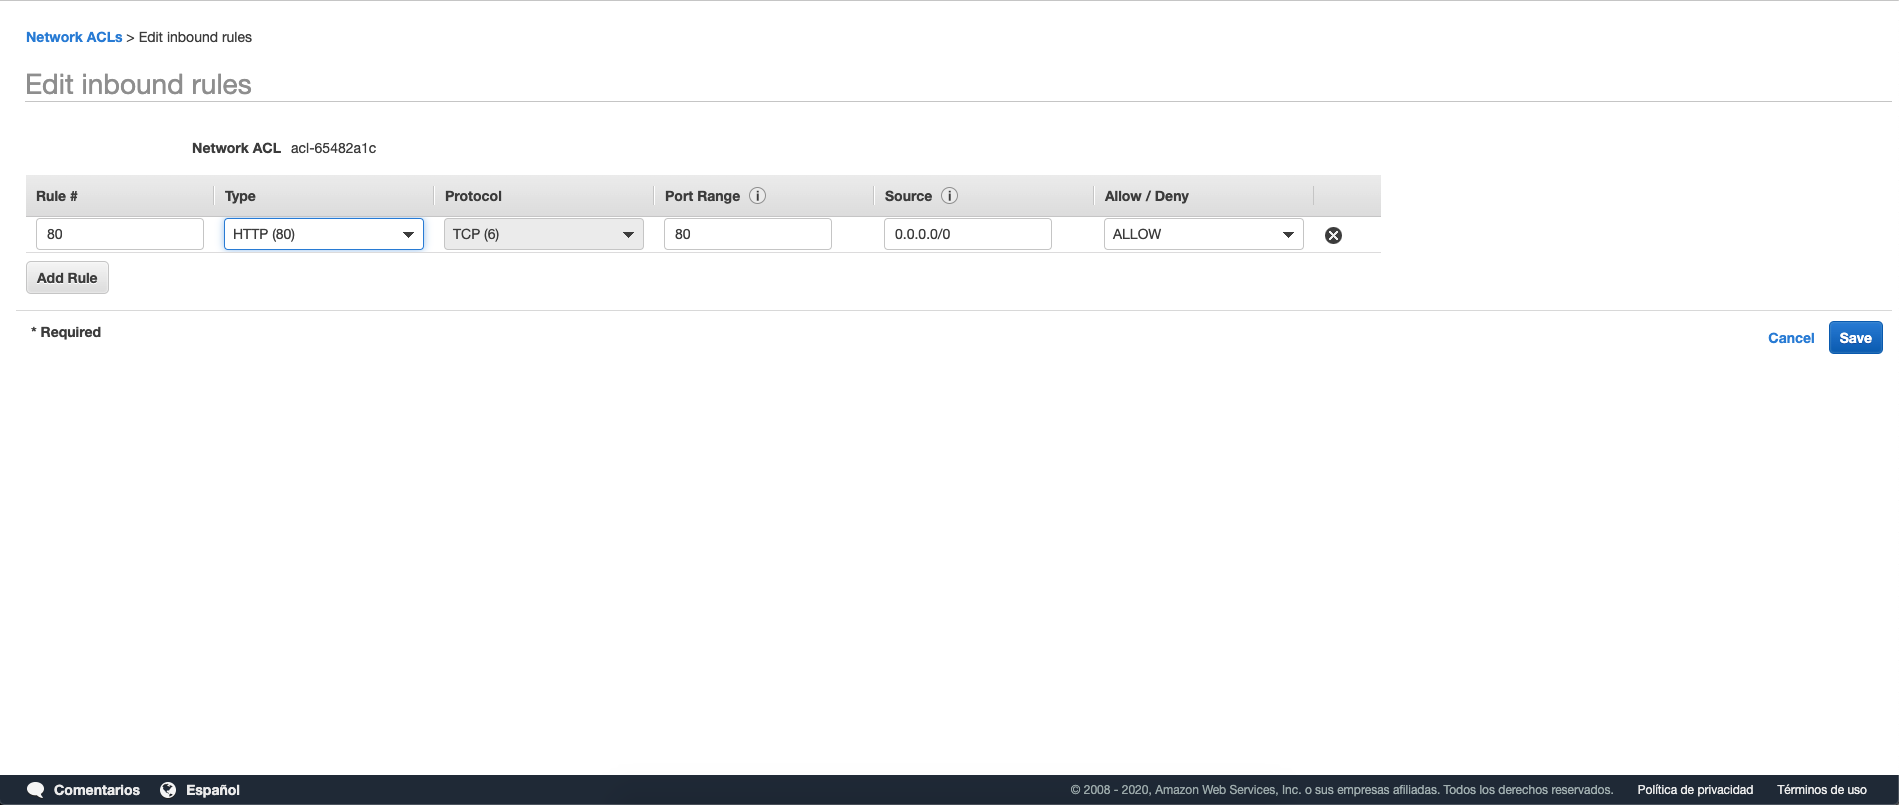 Network ACLs > Edit inbound rules
Edit inbound rules
Network ACL acl-65482a1c
Rule # Type Protocol Port Range i Source i Allow / Deny
80 HTTP (80) TCP (6) 80 0.0.0.0/0 ALLOW
Add Rule
* Required
Cancel Save
Comentarios Español © 2008 - 2020, Amazon Web Services, Inc. o sus empresas afiliadas. Todos los derechos reservados. Política de privacidad Términos de uso